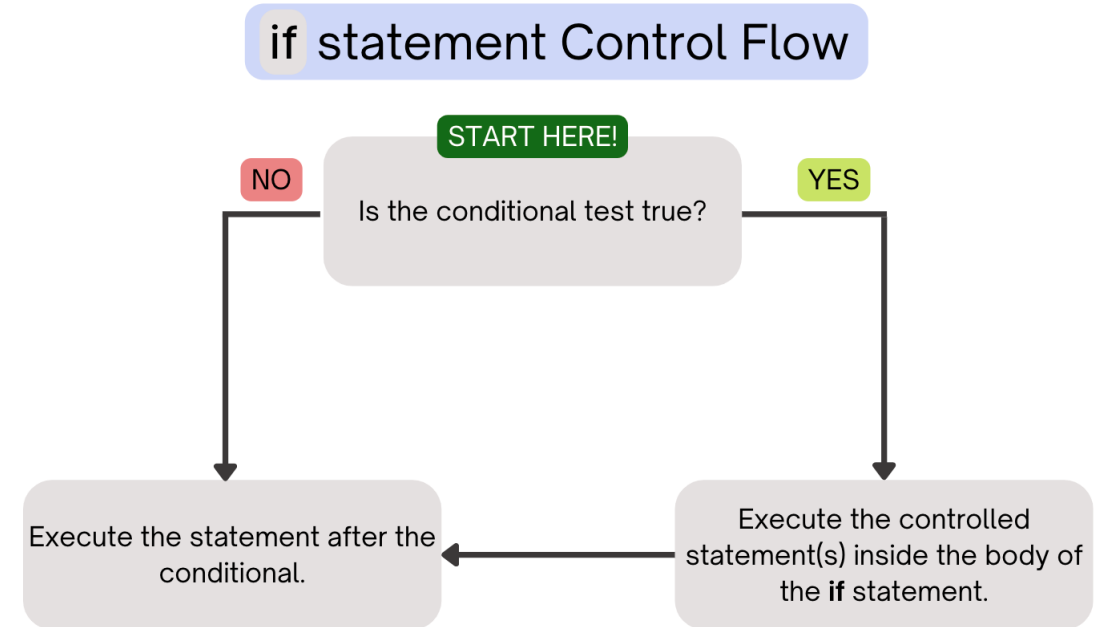 if statement Control Flow
START HERE!
NO
YES
Is the conditional test true?
Execute the statement after the
conditional.
Execute the controlled
statement(s) inside the body of
the if statement.